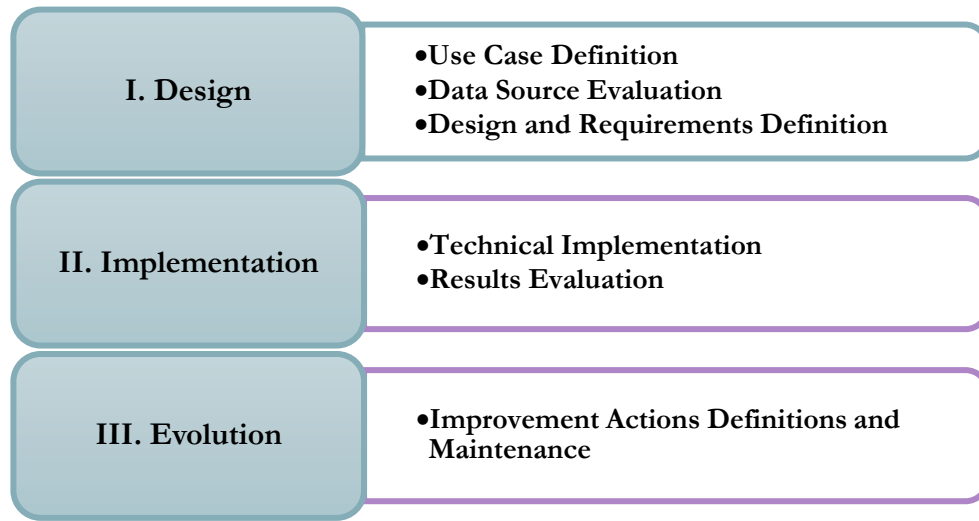 I. Design
•Use Case Definition
•Data Source Evaluation
•Design and Requirements Definition
II. Implementation
•Technical Implementation
•Results Evaluation
III. Evolution
•Improvement Actions Definitions and
Maintenance